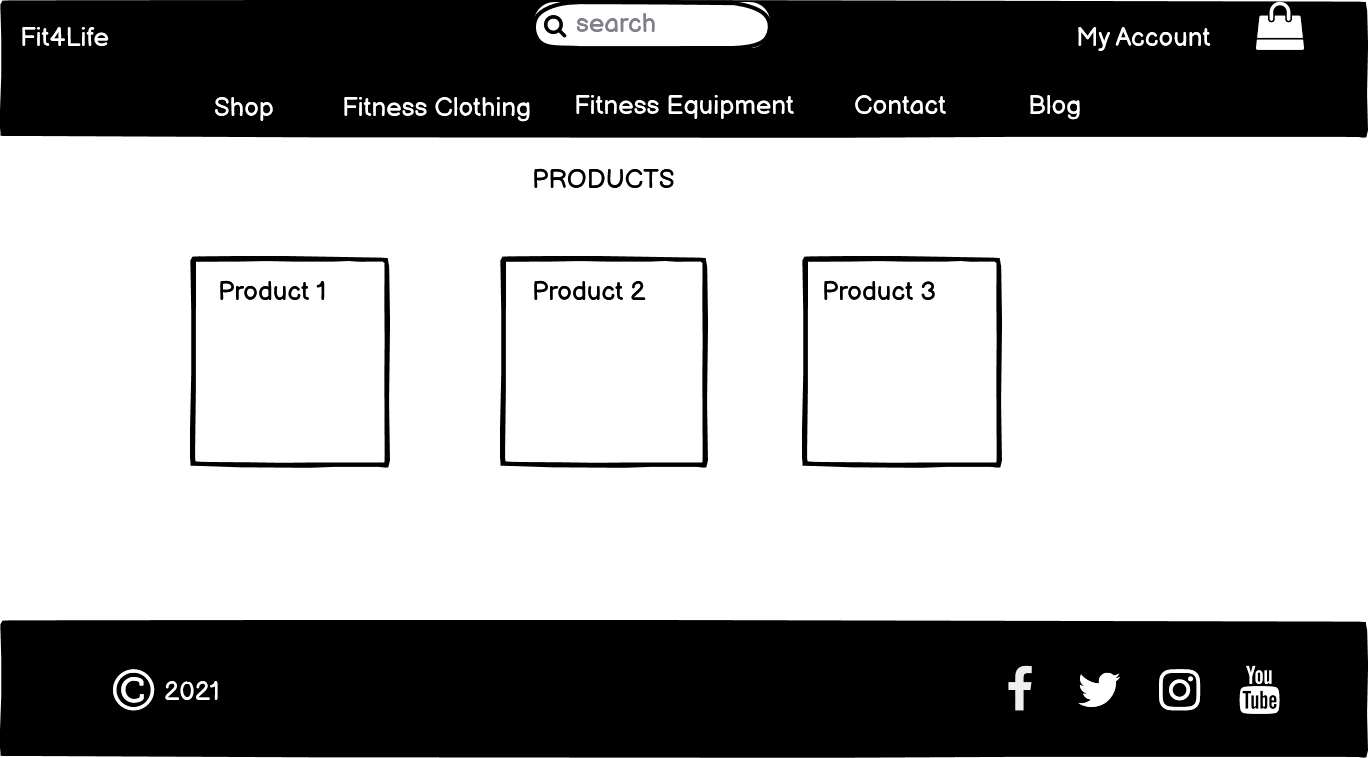 Fit4Life
search
My Account
Shop Fitness Clothing Fitness Equipment Contact Blog
PRODUCTS
Product 1 Product 2 Product 3
© 2021
You
Tube